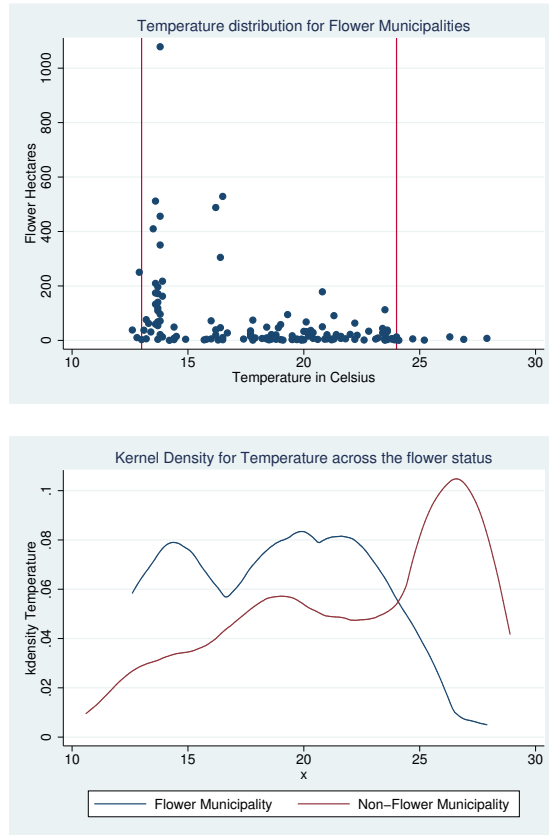 Temperature distribution for Flower Municipalities
Flower Hectares
1000
800
600
400
200
0
10 15 20 25 30
Temperature in Celsius
Kernel Density for Temperature across the flower status
kdensity Temperature
.1
.08
.06
.04
.02
0
10 15 20 25 30
x
Flower Municipality Non−Flower Municipality